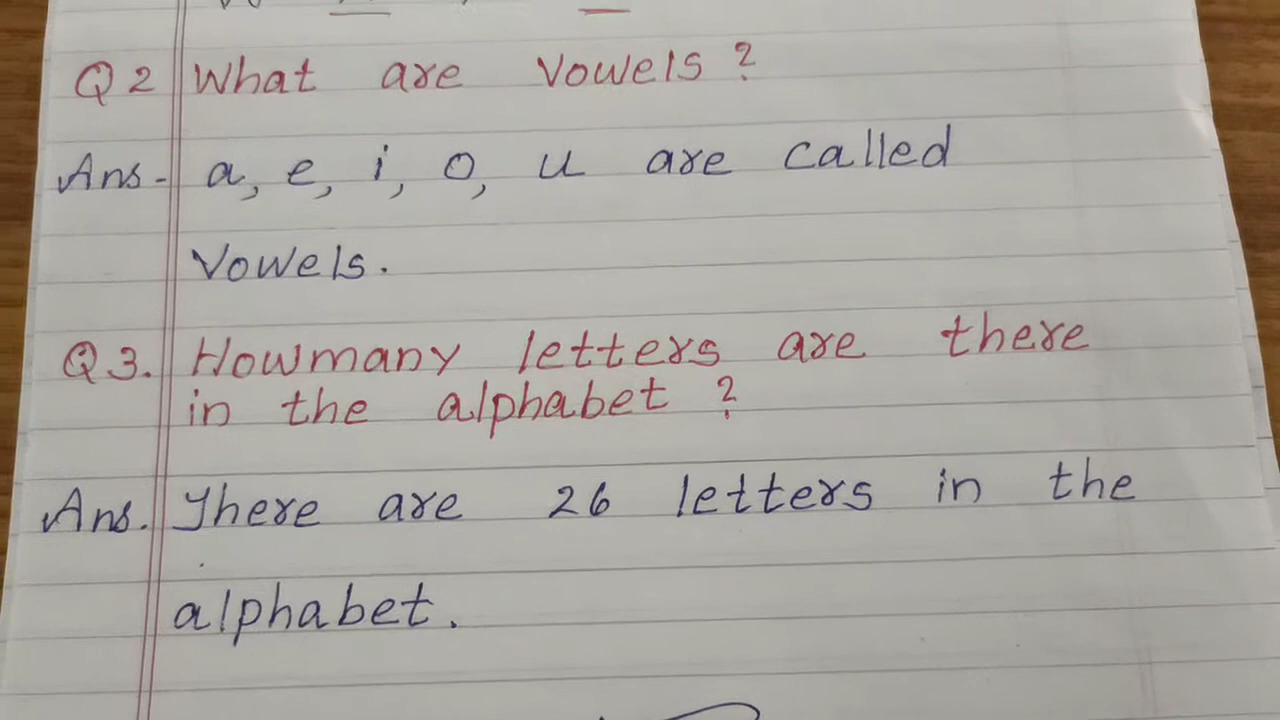 Q2 What are vowels?
Ans- a, e, i, o, u are called
Vowels.
Q3. Howmany letters are there
in the alphabet?
Ans. There are 26 letters in the
alphabet.